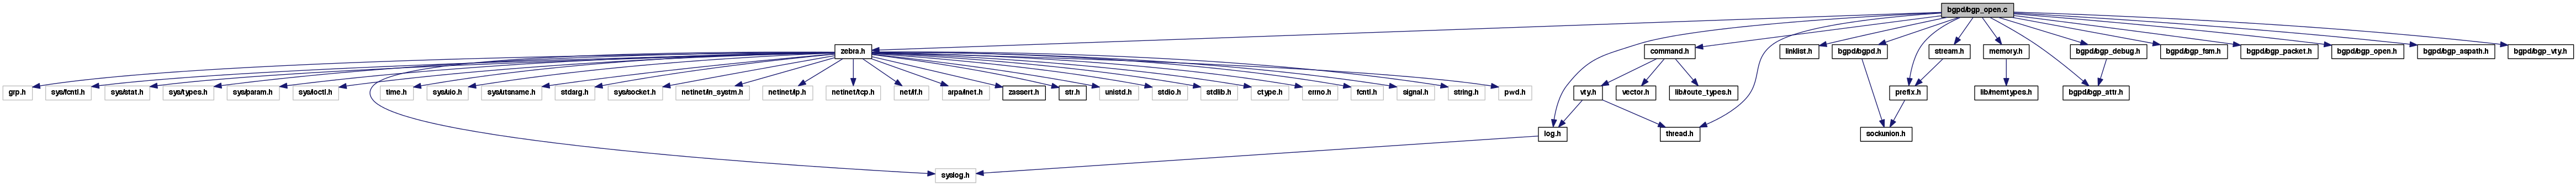 bgpd/bgp_open.c
zebra.h
command.h
linklist.h
bgpd/bgpd.h
stream.h
memory.h
bgpd/bgp_debug.h
bgpd/bgp_fsm.h
bgpd/bgp_packet.h
bgpd/bgp_open.h
bgpd/bgp_aspath.h
bgpd/bgp_vty.h
grp.h
sys/fcntl.h
sys/stat.h
sys/types.h
sys/param.h
sys/ioctl.h
time.h
sys/uio.h
sys/utsname.h
stdarg.h
sys/socket.h
netinet/in_systm.h
netinet/ip.h
netinet/tcp.h
net/if.h
arpa/inet.h
zassert.h
str.h
unistd.h
stdio.h
stdlib.h
ctype.h
errno.h
fcntl.h
signal.h
string.h
pwd.h
vty.h
vector.h
lib/route_types.h
prefix.h
lib/memtypes.h
bgpd/bgp_attr.h
log.h
thread.h
sockunion.h
syslog.h